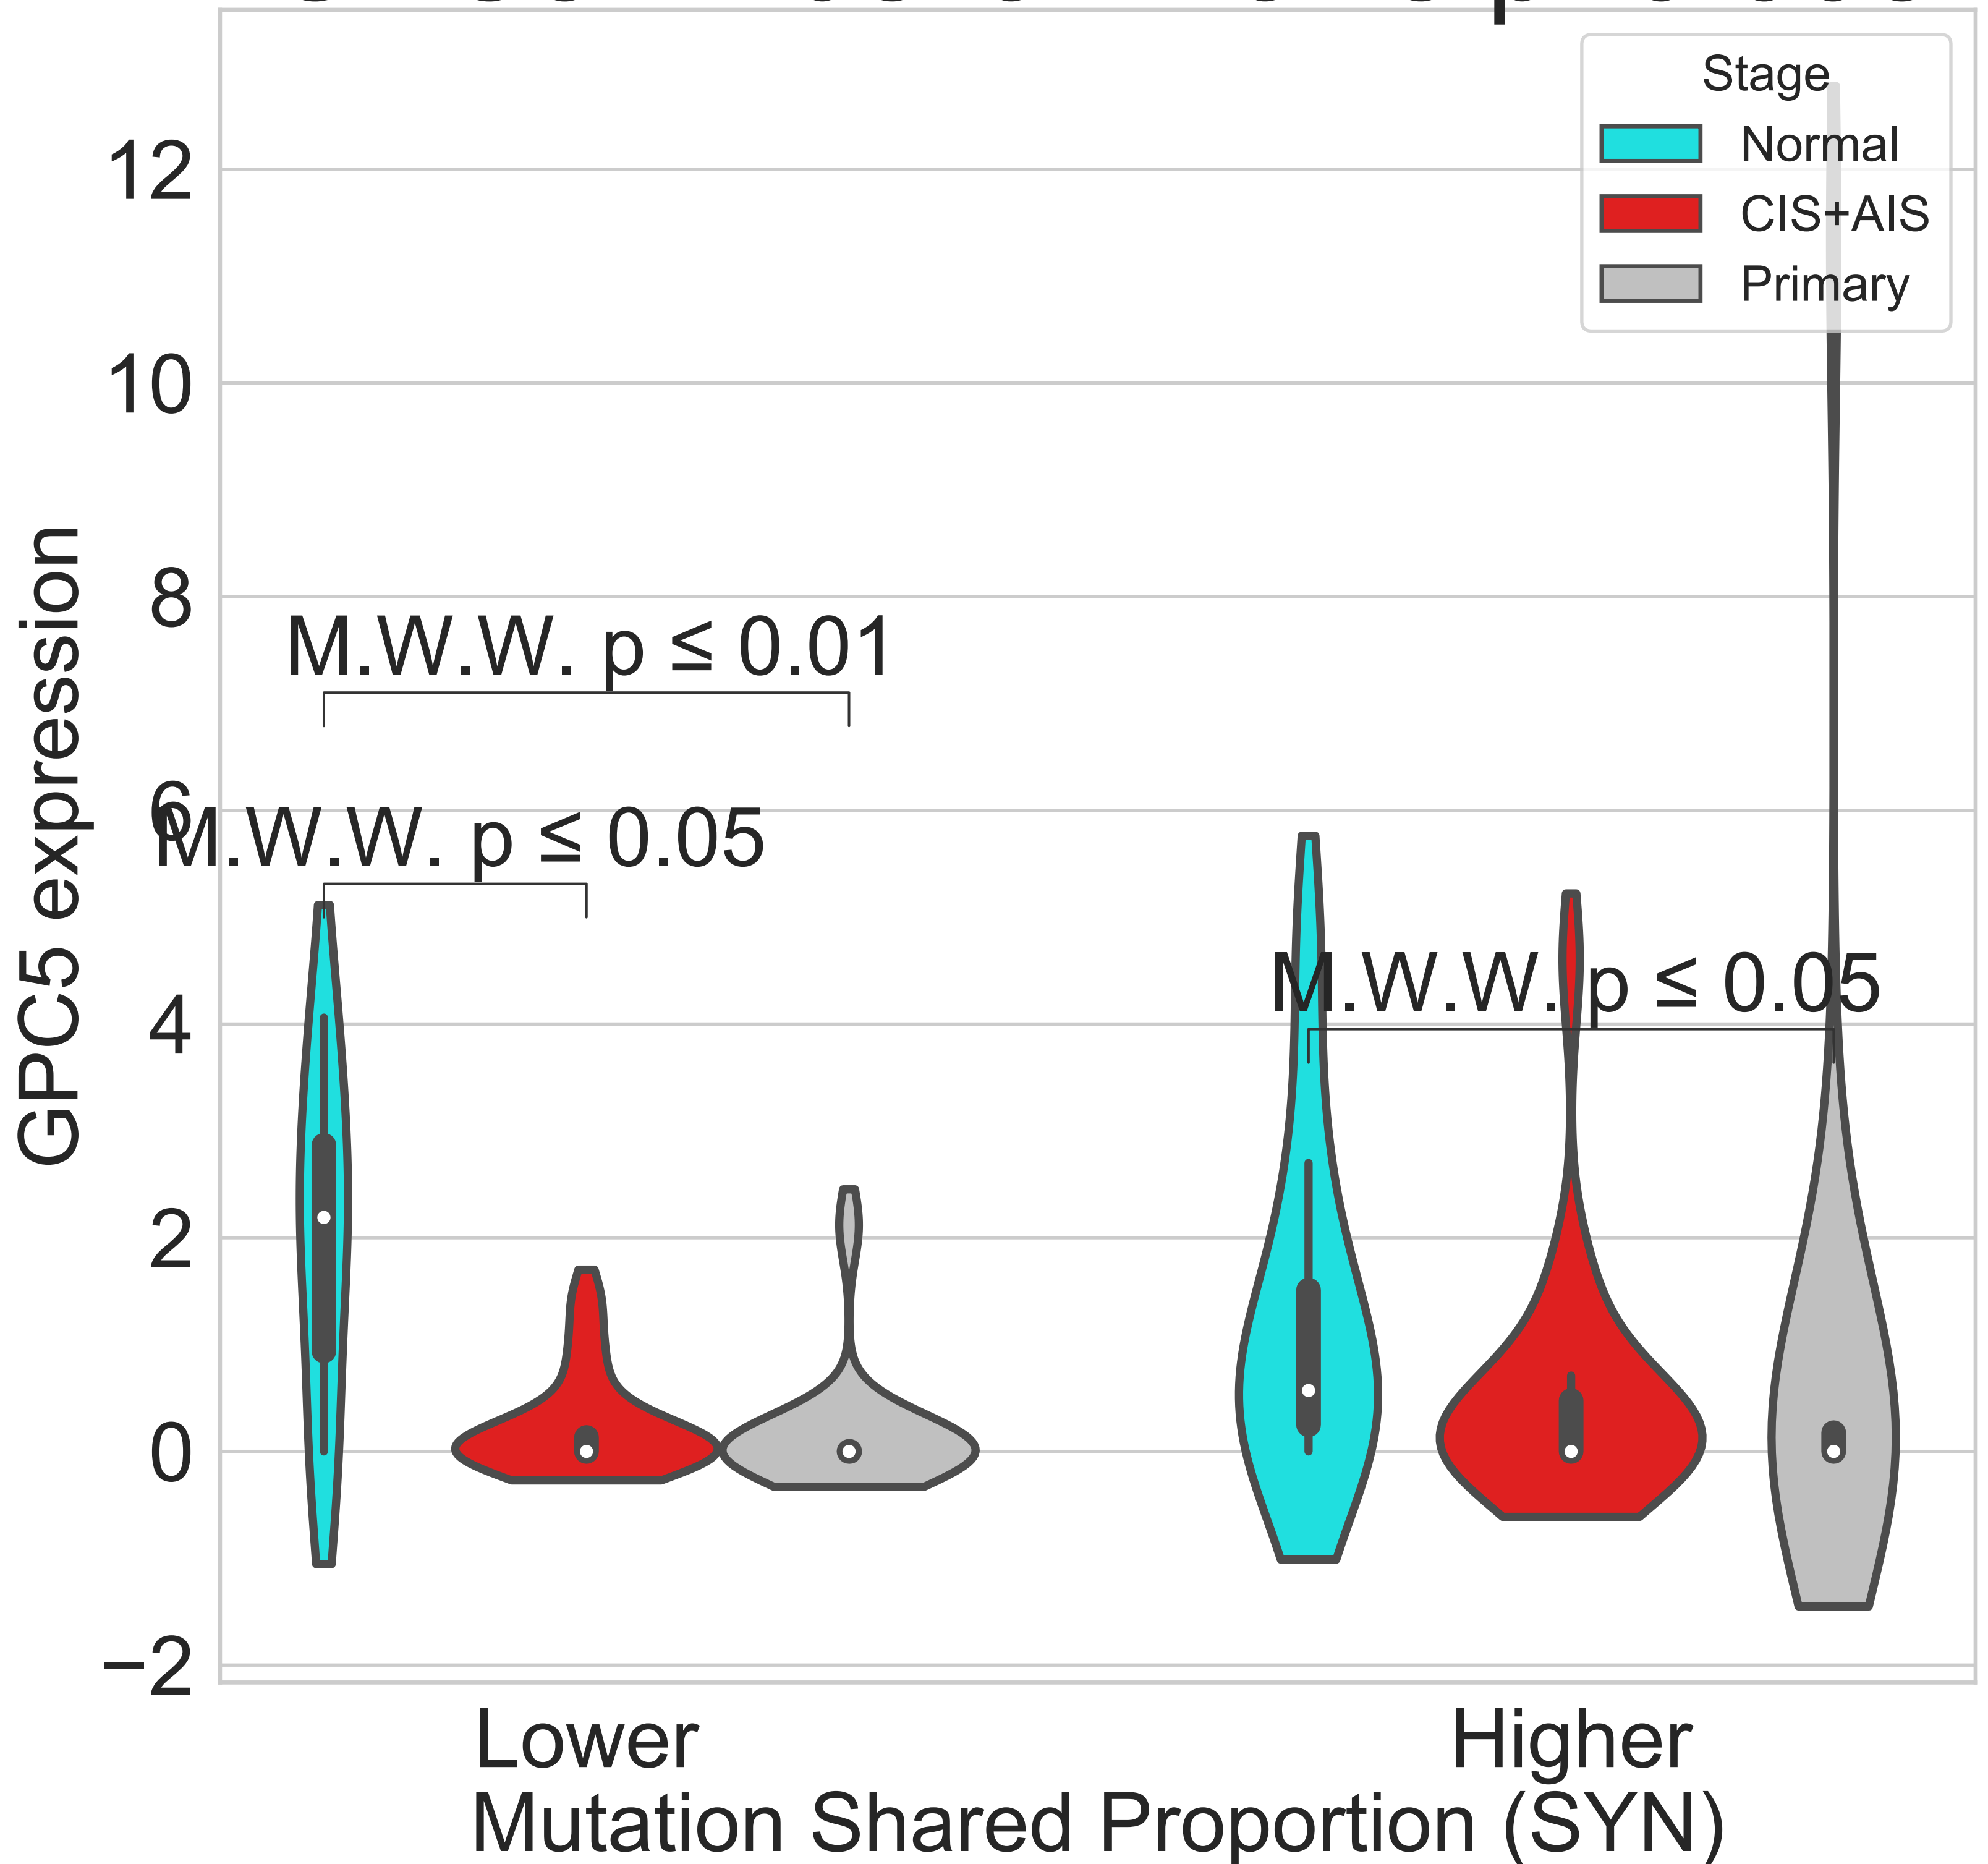 Stage
Normal
CIS+AIS
Primary
12
10
8
6
4
2
0
−2
GPC5 expression
M.W.W. p ≤ 0.01
M.W.W. p ≤ 0.05
M.W.W. p ≤ 0.05
Lower
Higher
Mutation Shared Proportion (SYN)